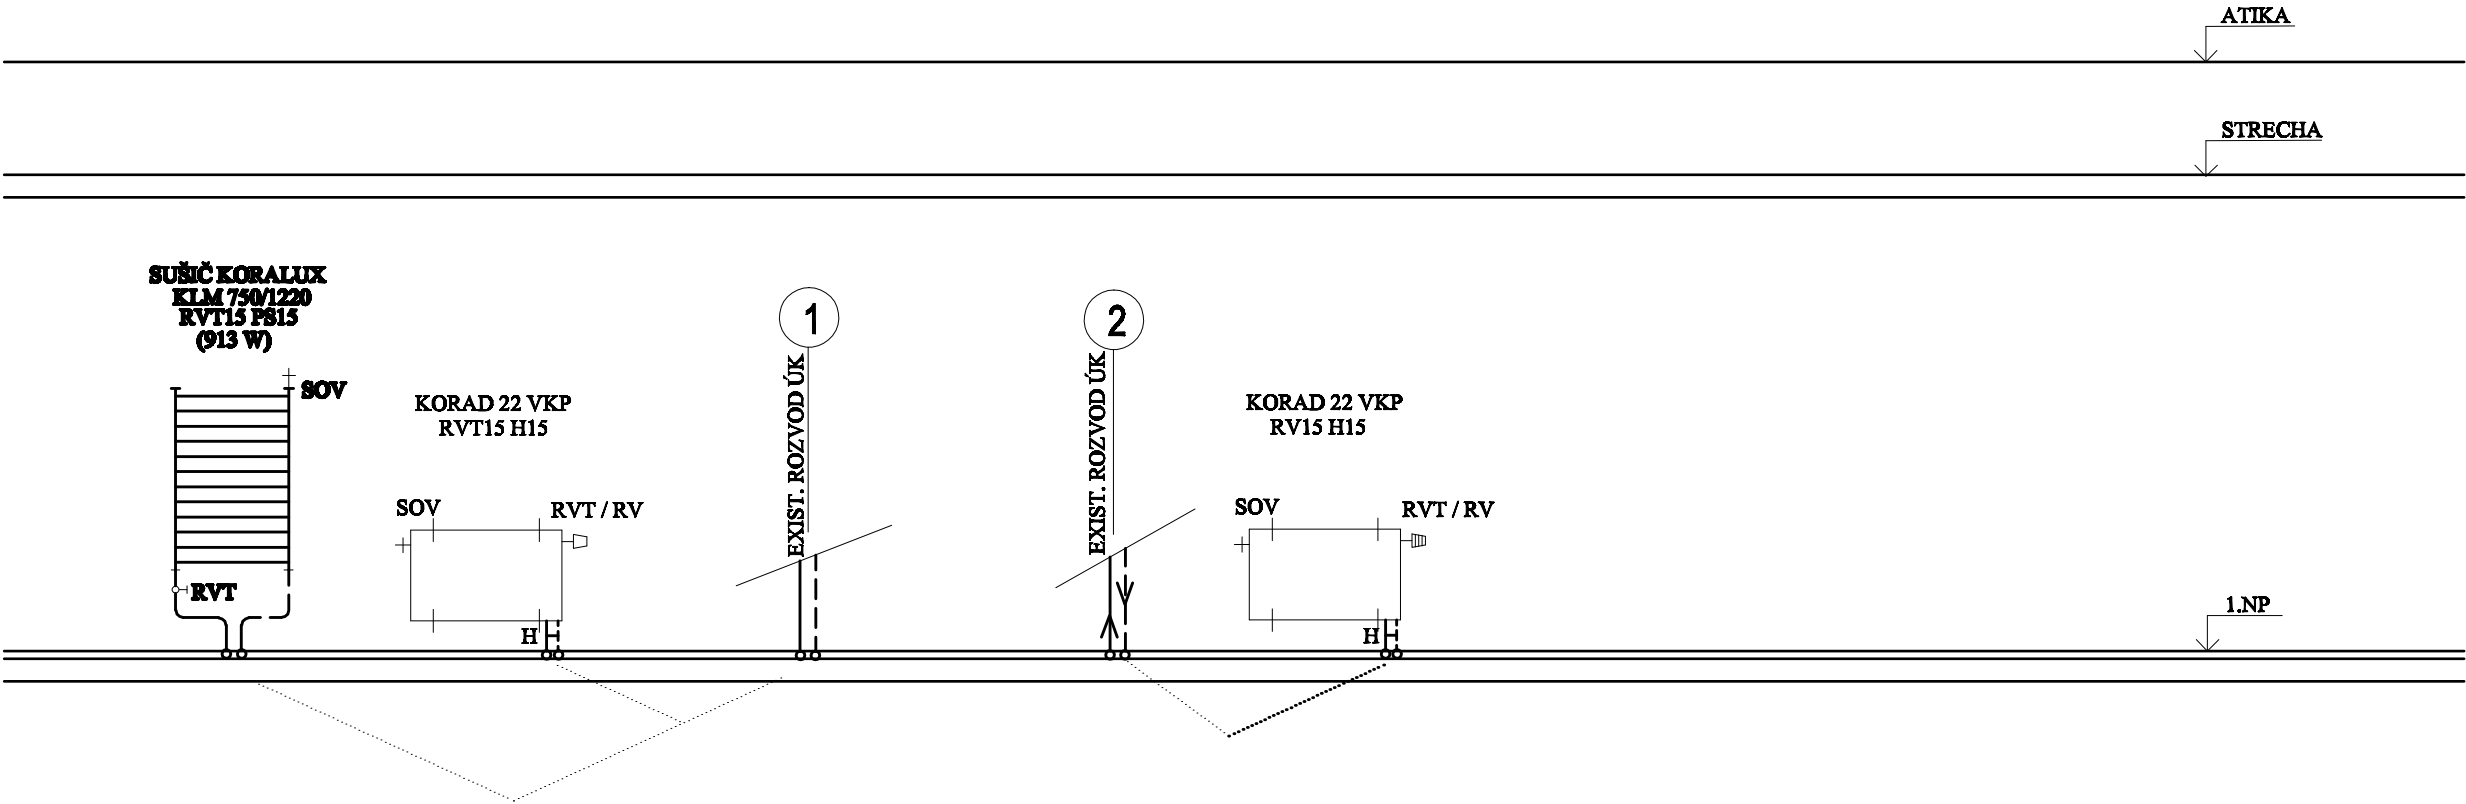 ATIKA
STRECHA
SUŠIČ KORALUX
KLM 750/1220
RVT15 PS15
(913 W)
SOV
RVT
KORAD 22 VKP
RVT15 H15
SOV
RVT / RV
H
1
EXIST. ROZVOD ÚK
2
EXIST. ROZVOD ÚK
KORAD 22 VKP
RV15 H15
SOV
RVT / RV
H
1.NP